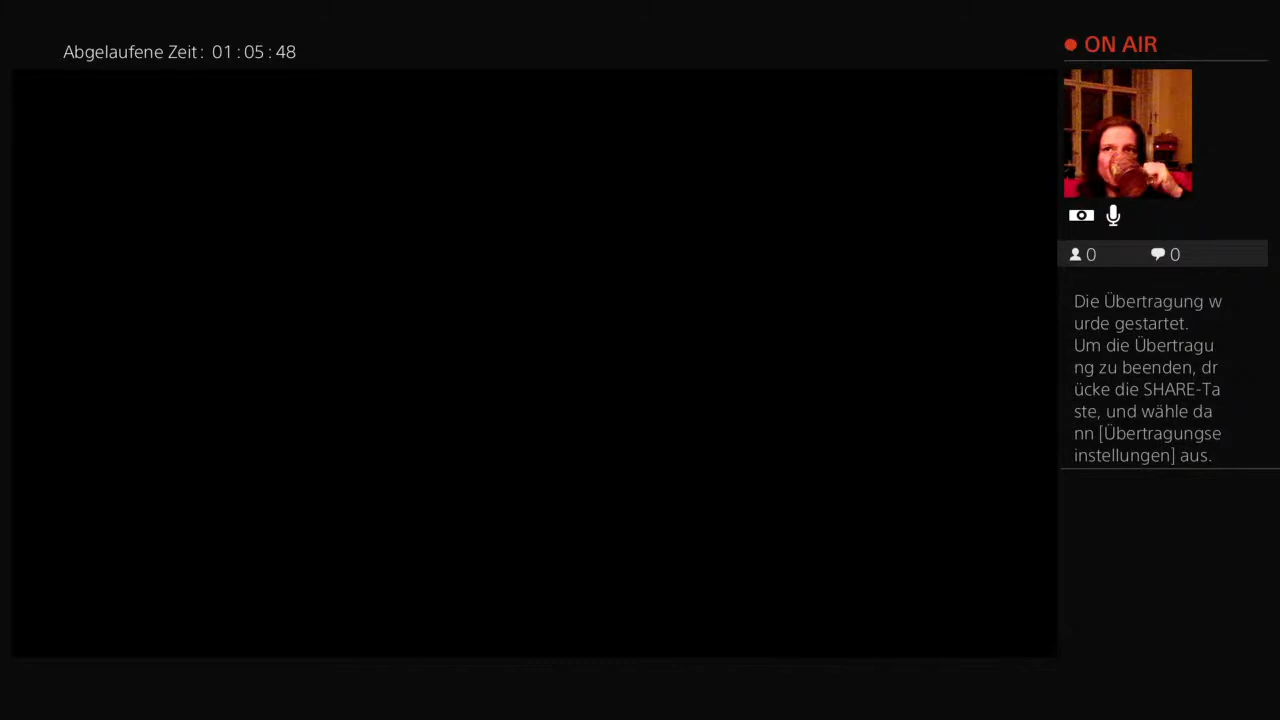 Abgelaufene Zeit: 01:05:48
ON AIR
0 0
Die Übertragung w
urde gestartet.
Um die Übertragu
ng zu beenden, dr
ücke die SHARE-Ta
ste, und wähle da
nn [Übertragungse
instellungen] aus.